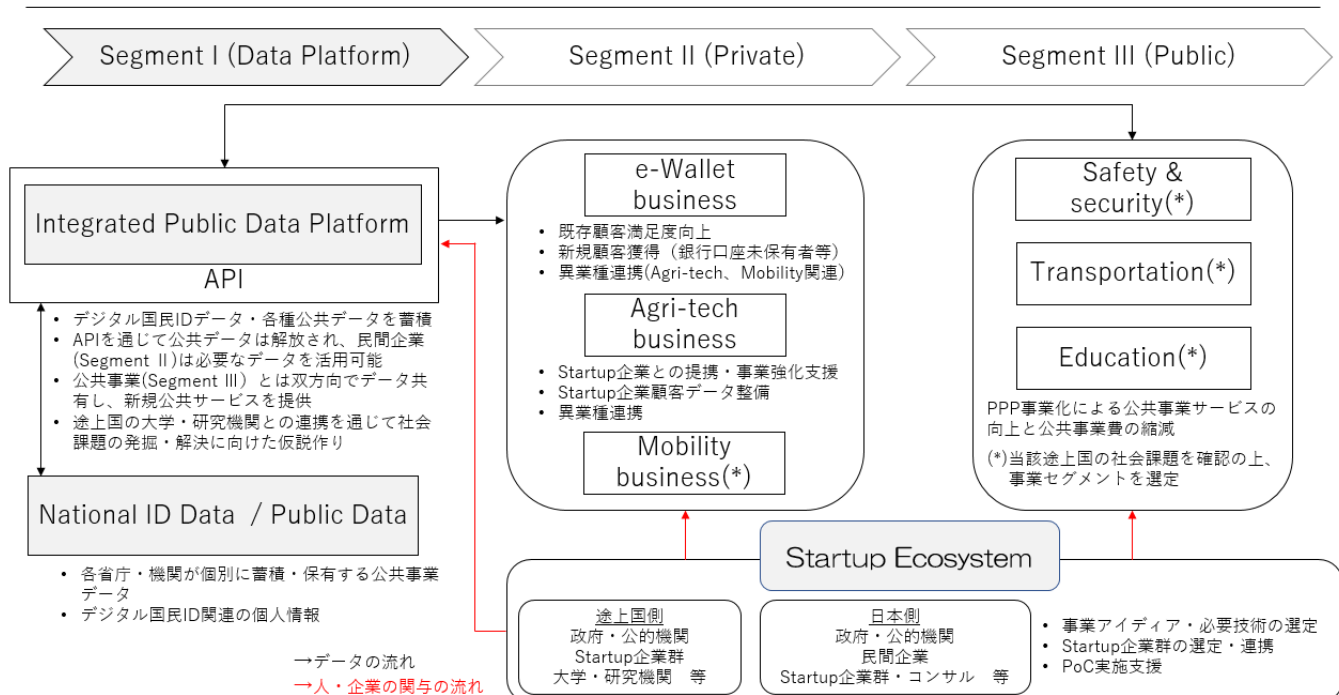 Segment I (Data Platform)
Segment II (Private)
Segment III (Public)
Integrated Public Data Platform
API
• デジタル国民IDデータ・各種公共データを蓄積
• APIを通じて公共データは解放され、民間企業
(Segment Ⅱ)は必要なデータを活用可能
• 公共事業(Segment Ⅲ）とは双方向でデータ共
有し、新規公共サービスを提供
• 途上国の大学・研究機関との連携を通じて社会
課題の発掘・解決に向けた仮説作り
National ID Data / Public Data
• 各省庁・機関が個別に蓄積・保有する公共事業
データ
• デジタル国民ID関連の個人情報
→データの流れ
→人・企業の関与の流れ
e-Wallet
business
• 既存顧客満足度向上
• 新規顧客獲得（銀行口座未保有者等）
• 異業種連携(Agri-tech、Mobility関連）
Agri-tech
business
• Startup企業との提携・事業強化支援
• Startup企業顧客データ整備
• 異業種連携
Mobility
business(*)
Safety &
security(*)
Transportation(*)
Education(*)
PPP事業化による公共事業サービスの
向上と公共事業費の縮減
(*)当該途上国の社会課題を確認の上、
事業セグメントを選定
Startup Ecosystem
途上国側
政府・公的機関
Startup企業群
大学・研究機関 等
日本側
政府・公的機関
民間企業
Startup企業群・コンサル 等
• 事業アイディア・必要技術の選定
• Startup企業群の選定・連携
• PoC実施支援